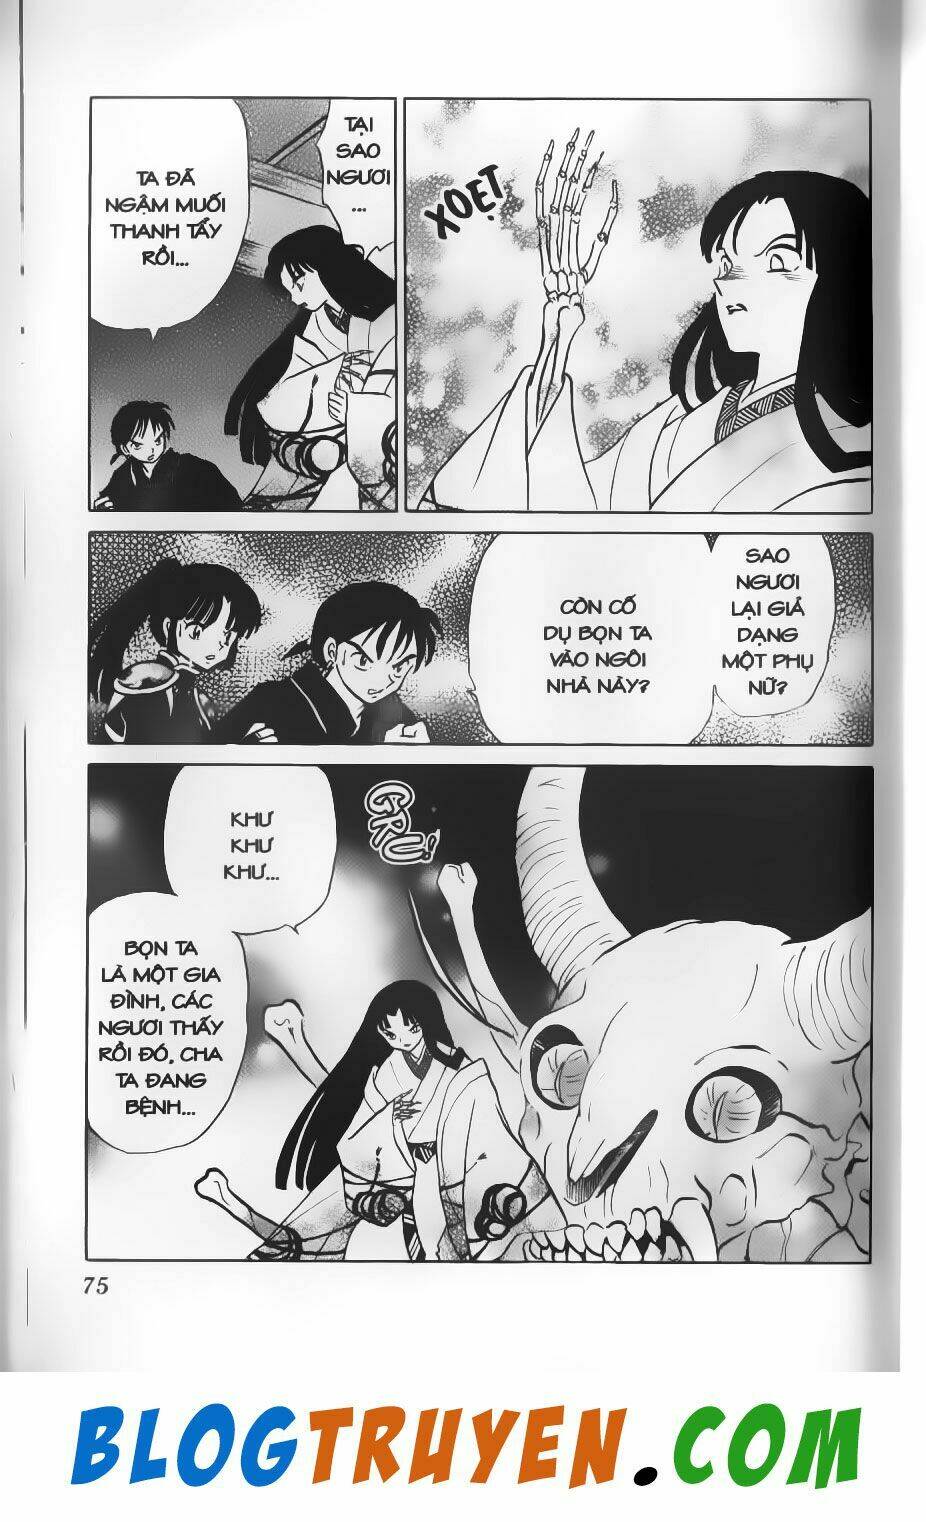 XOẸT
TẠI
SAO
NGƯƠI
...
TA ĐÃ
NGẬM MUỐI
THANH TẨY
RỒI...
SAO
NGƯƠI
LẠI GIẢ
DẠNG
MỘT PHỤ
NỮ?
CÒN CỐ
DỤ BỌN TA
VÀO NGÔI
NHÀ NÀY?
GRỪ
KHƯ
KHƯ
KHƯ...
BỌN TA
LÀ MỘT GIA
ĐÌNH, CÁC
NGƯƠI THẤY
RỒI ĐÓ, CHA
TA ĐANG
BỆNH...
75
BLOGTRUYEN.COM